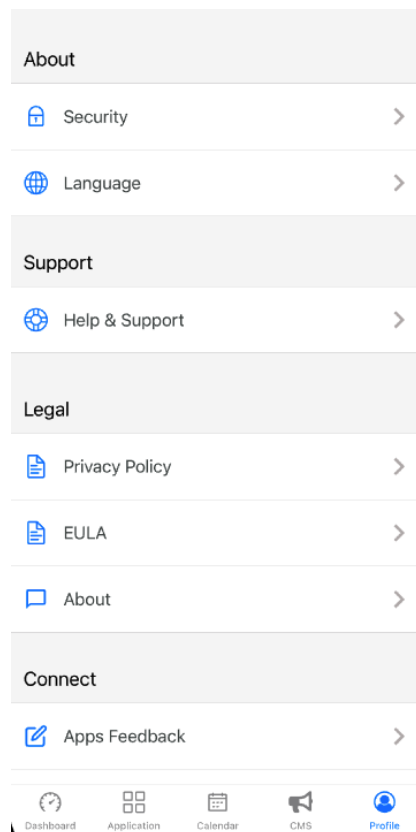 About
Security
Language
Support
Help & Support
Legal
Privacy Policy
EULA
About
Connect
Apps Feedback
Dashboard Application Calendar CMS Profile